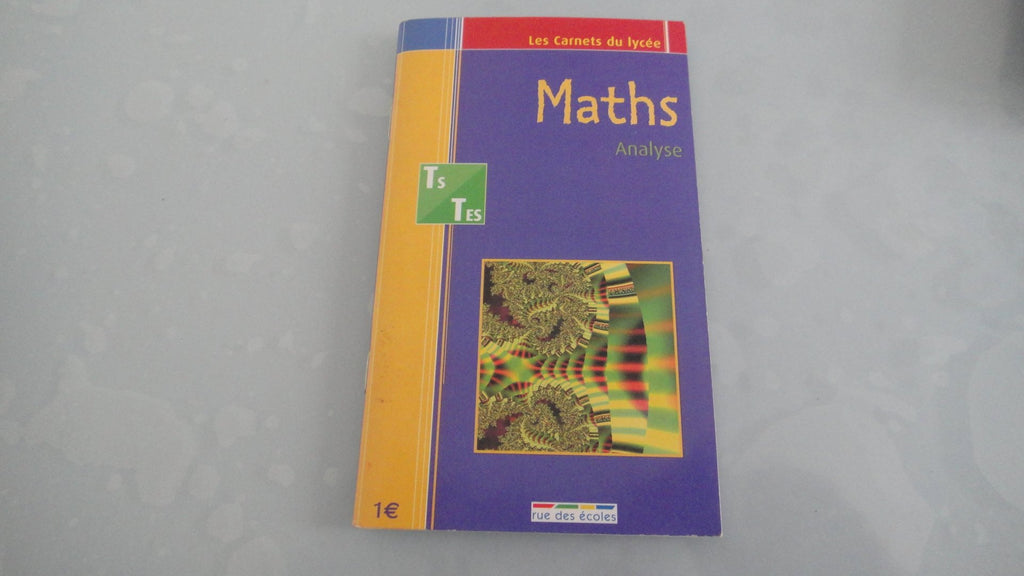 Les Carnets du lycée
Maths
Analyse
Ts
TES
1€
rue des écoles